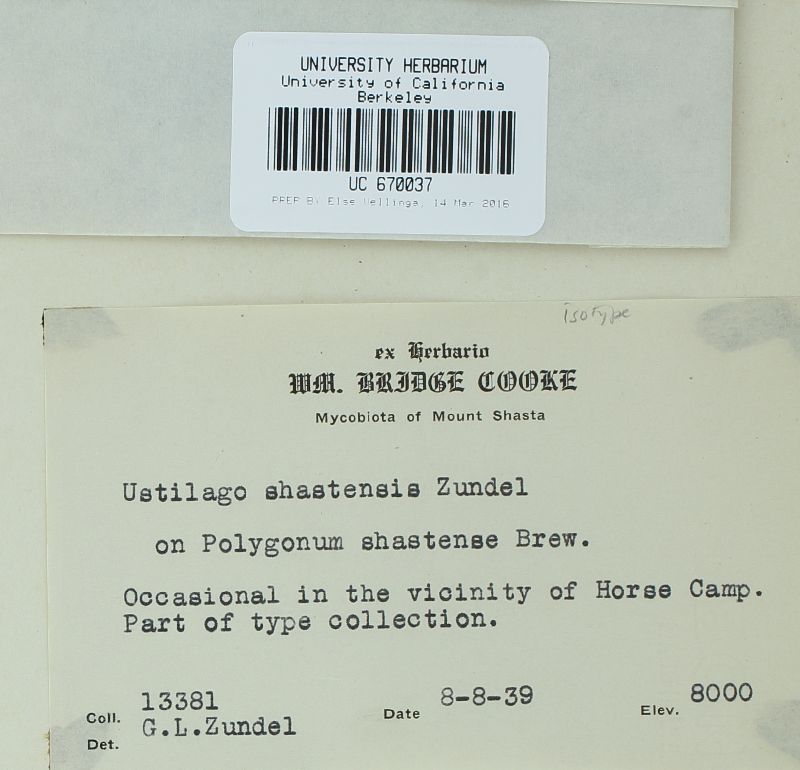 UNIVERSITY HERBARIUM
University of California
Berkeley
UC 670037
PREP By Else Vellinga, 14 Mar 2016
isotype
ex Herbario
WM. BRIDGE COOKE
Mycobiota of Mount Shasta
Ustilago shastensis Zundel
on Polygonum shastense Brew.
Occasional in the vicinity of Horse Camp.
Part of type collection.
Coll. 13381 Date 8-8-39 Elev. 8000
Det. G.L.Zundel